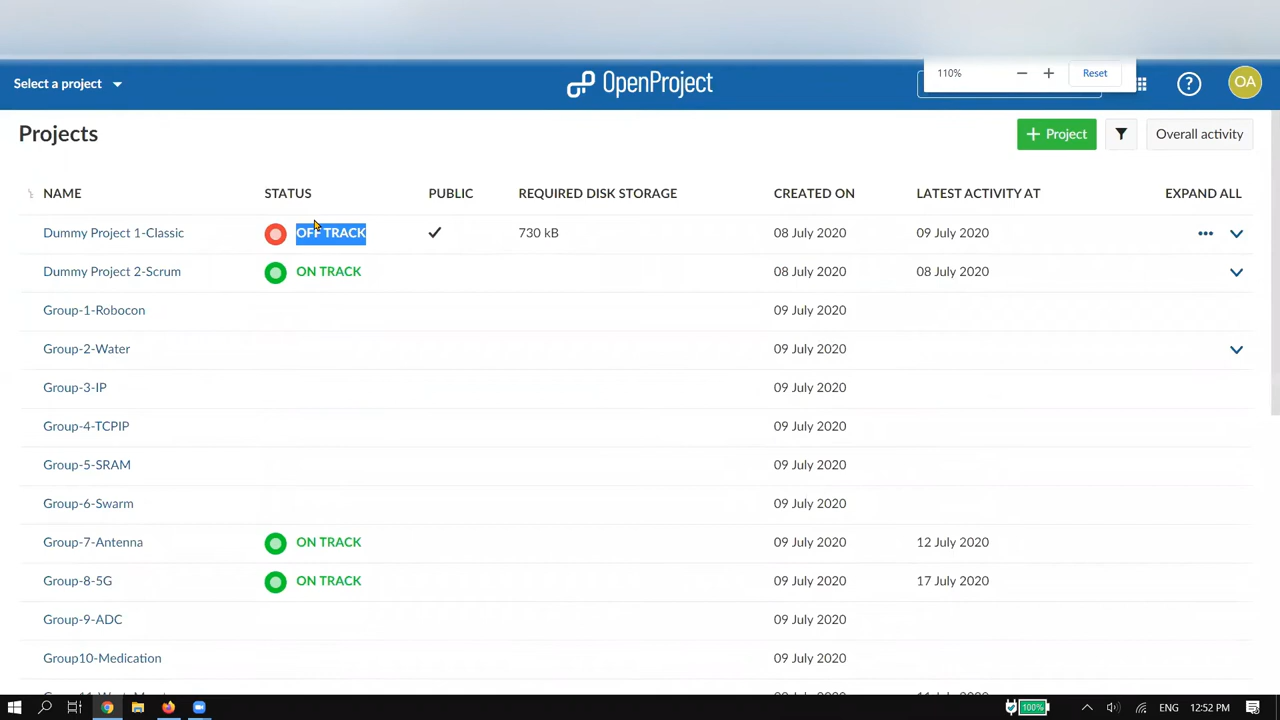 110% − + Reset
Select a project OpenProject ? OA
Projects + Project Overall activity
NAME STATUS PUBLIC REQUIRED DISK STORAGE CREATED ON LATEST ACTIVITY AT EXPAND ALL
Dummy Project 1-Classic OFF TRACK ✓ 730 kB 08 July 2020 09 July 2020 •••
Dummy Project 2-Scrum ON TRACK 08 July 2020 08 July 2020
Group-1-Robocon 09 July 2020
Group-2-Water 09 July 2020
Group-3-IP 09 July 2020
Group-4-TCPIP 09 July 2020
Group-5-SRAM 09 July 2020
Group-6-Swarm 09 July 2020
Group-7-Antenna ON TRACK 09 July 2020 12 July 2020
Group-8-5G ON TRACK 09 July 2020 17 July 2020
Group-9-ADC 09 July 2020
Group10-Medication 09 July 2020
100% ENG 12:52 PM